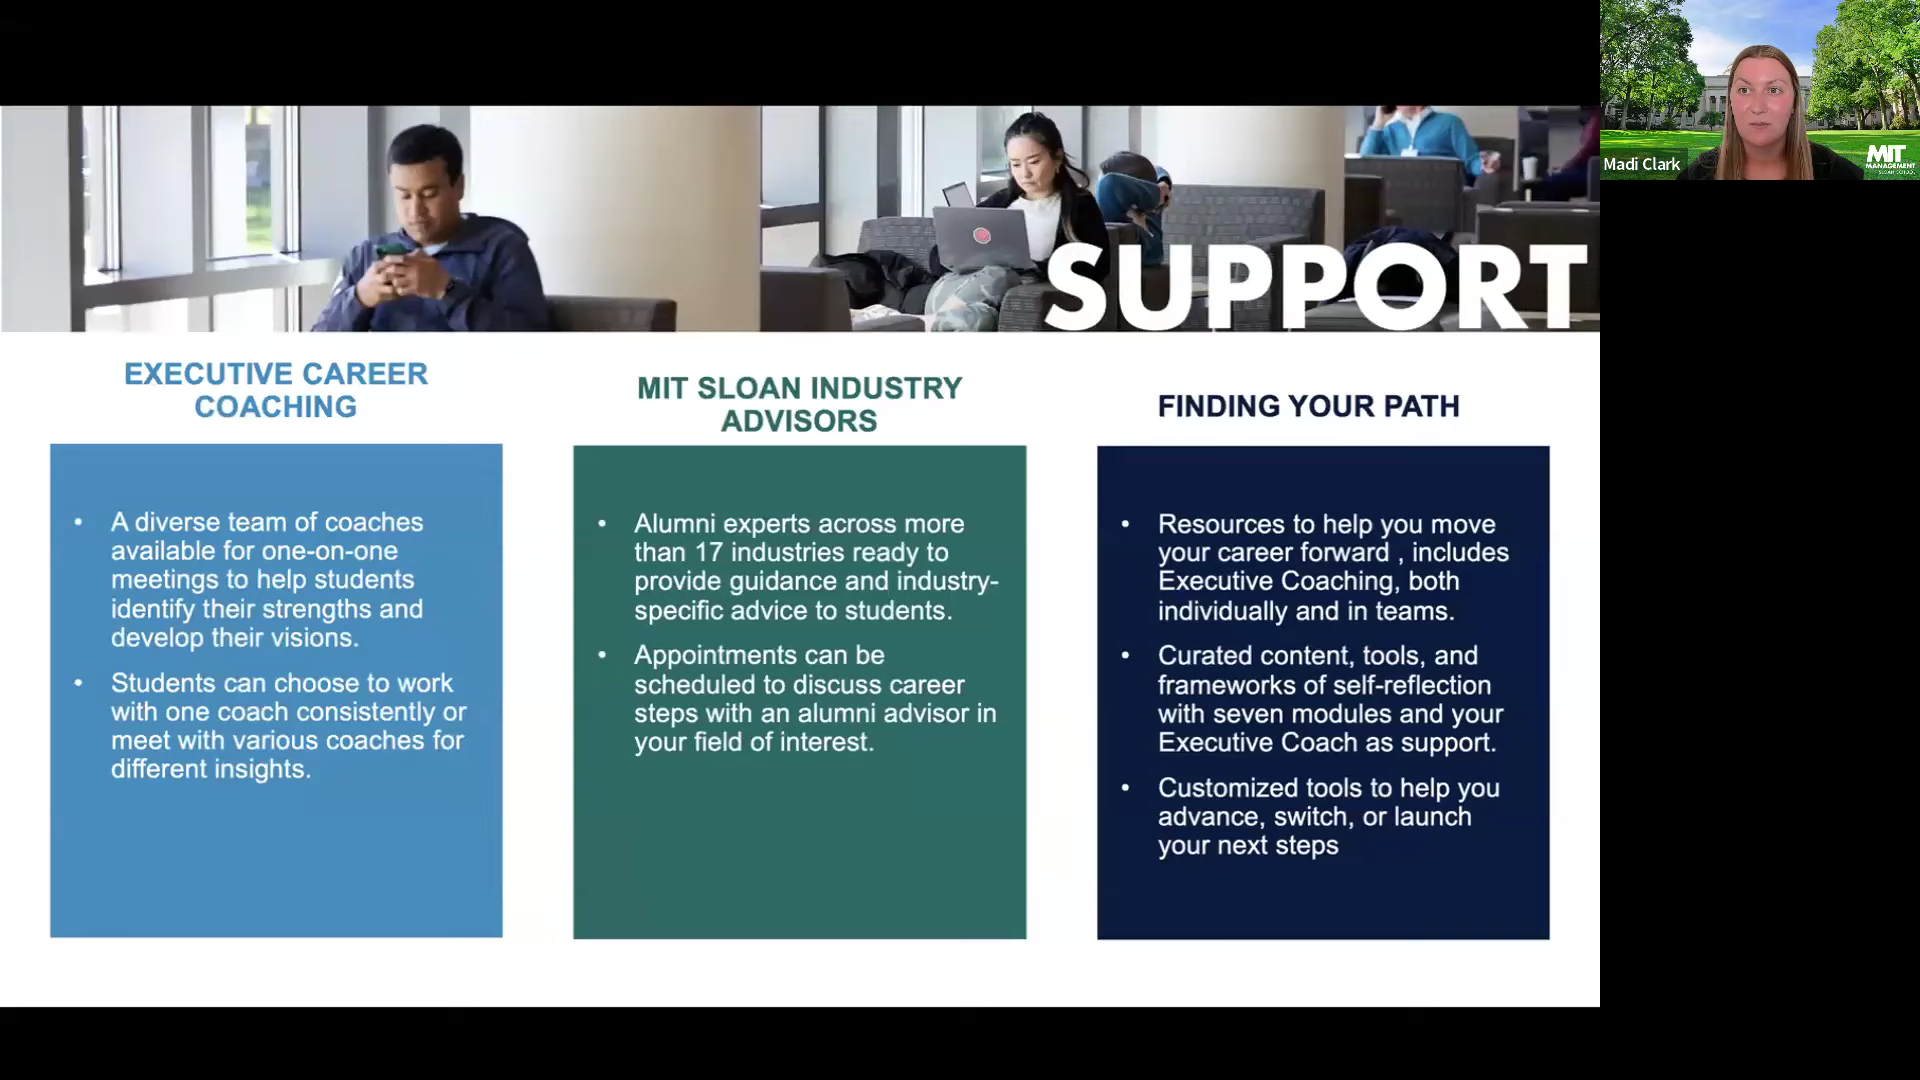 Madi Clark
MIT
MANAGEMENT
SLOAN SCHOOL
SUPPORT
EXECUTIVE CAREER
COACHING
• A diverse team of coaches
available for one-on-one
meetings to help students
identify their strengths and
develop their visions.
• Students can choose to work
with one coach consistently or
meet with various coaches for
different insights.
MIT SLOAN INDUSTRY
ADVISORS
• Alumni experts across more
than 17 industries ready to
provide guidance and industry-
specific advice to students.
• Appointments can be
scheduled to discuss career
steps with an alumni advisor in
your field of interest.
FINDING YOUR PATH
• Resources to help you move
your career forward , includes
Executive Coaching, both
individually and in teams.
• Curated content, tools, and
frameworks of self-reflection
with seven modules and your
Executive Coach as support.
• Customized tools to help you
advance, switch, or launch
your next steps